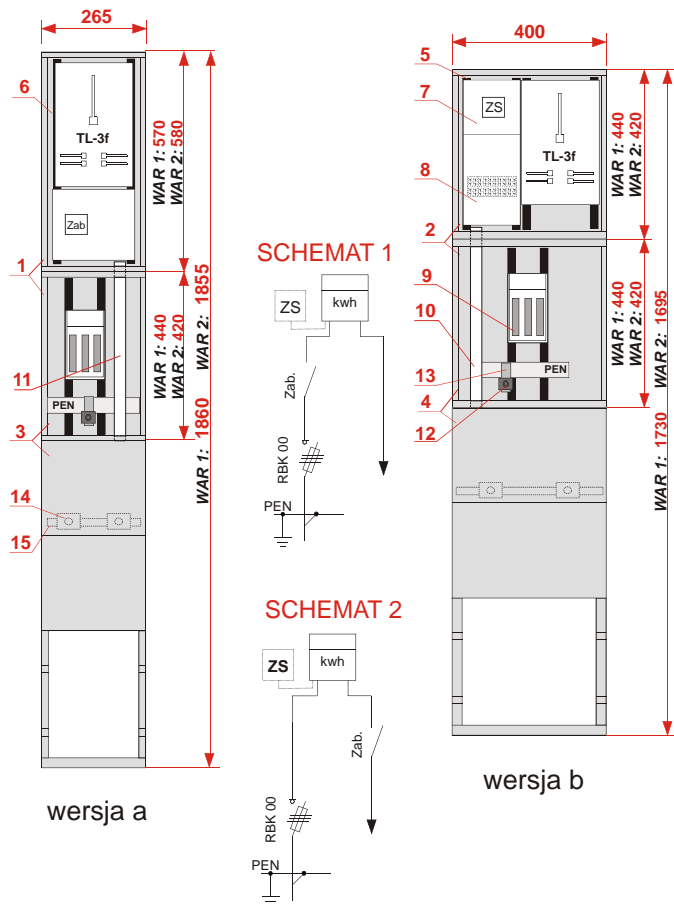 265
6
TL-3f
Zab
1
11
PEN
3
14
15
WAR 1: 570
WAR 2: 580
WAR 1: 440
WAR 2: 420
WAR 2: 1855
WAR 1: 1860
wersja a
SCHEMAT 1
ZS
kwh
Zab.
RBK 00
PEN
SCHEMAT 2
ZS
kwh
Zab.
RBK 00
PEN
400
5
7
ZS
TL-3f
8
2
9
10
13
PEN
4
12
WAR 1: 440
WAR 2: 420
WAR 1: 440
WAR 2: 420
WAR 2: 1695
WAR 1: 1730
wersja b